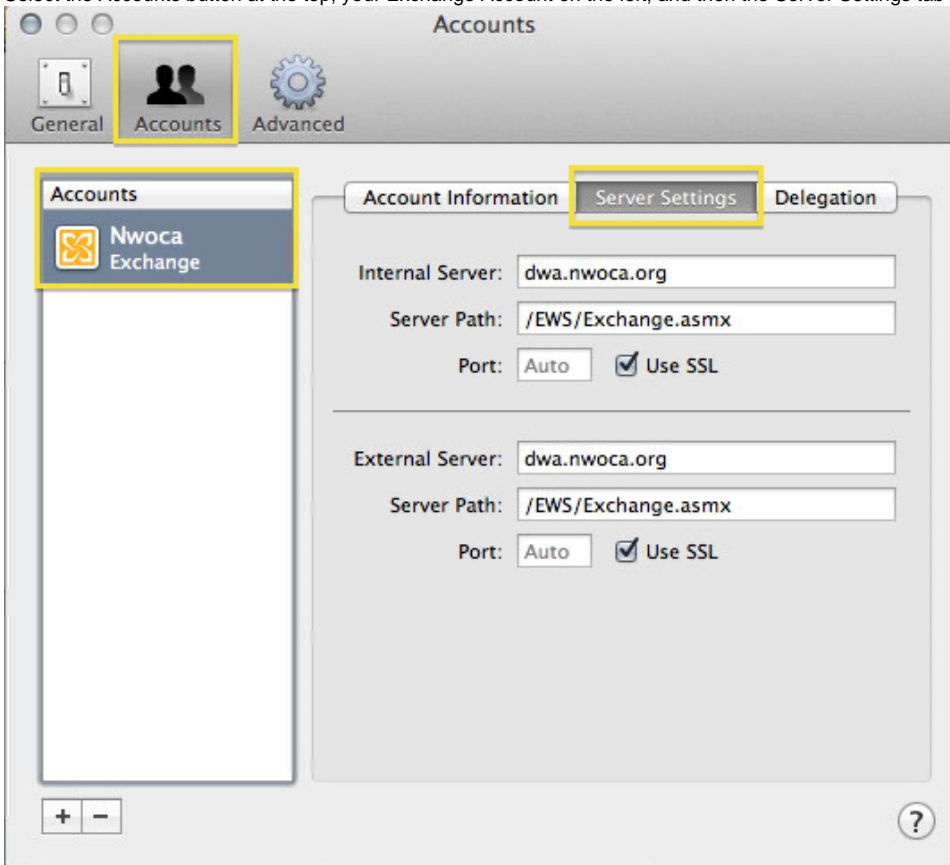 Select the Accounts button at the top, your Exchange Account on the left, and then the Server Settings tab
Accounts
General Accounts Advanced
Accounts
Nwoca
Exchange
Account Information Server Settings Delegation
Internal Server: dwa.nwoca.org
Server Path: /EWS/Exchange.asmx
Port: Auto Use SSL
External Server: dwa.nwoca.org
Server Path: /EWS/Exchange.asmx
Port: Auto Use SSL
+ −
?